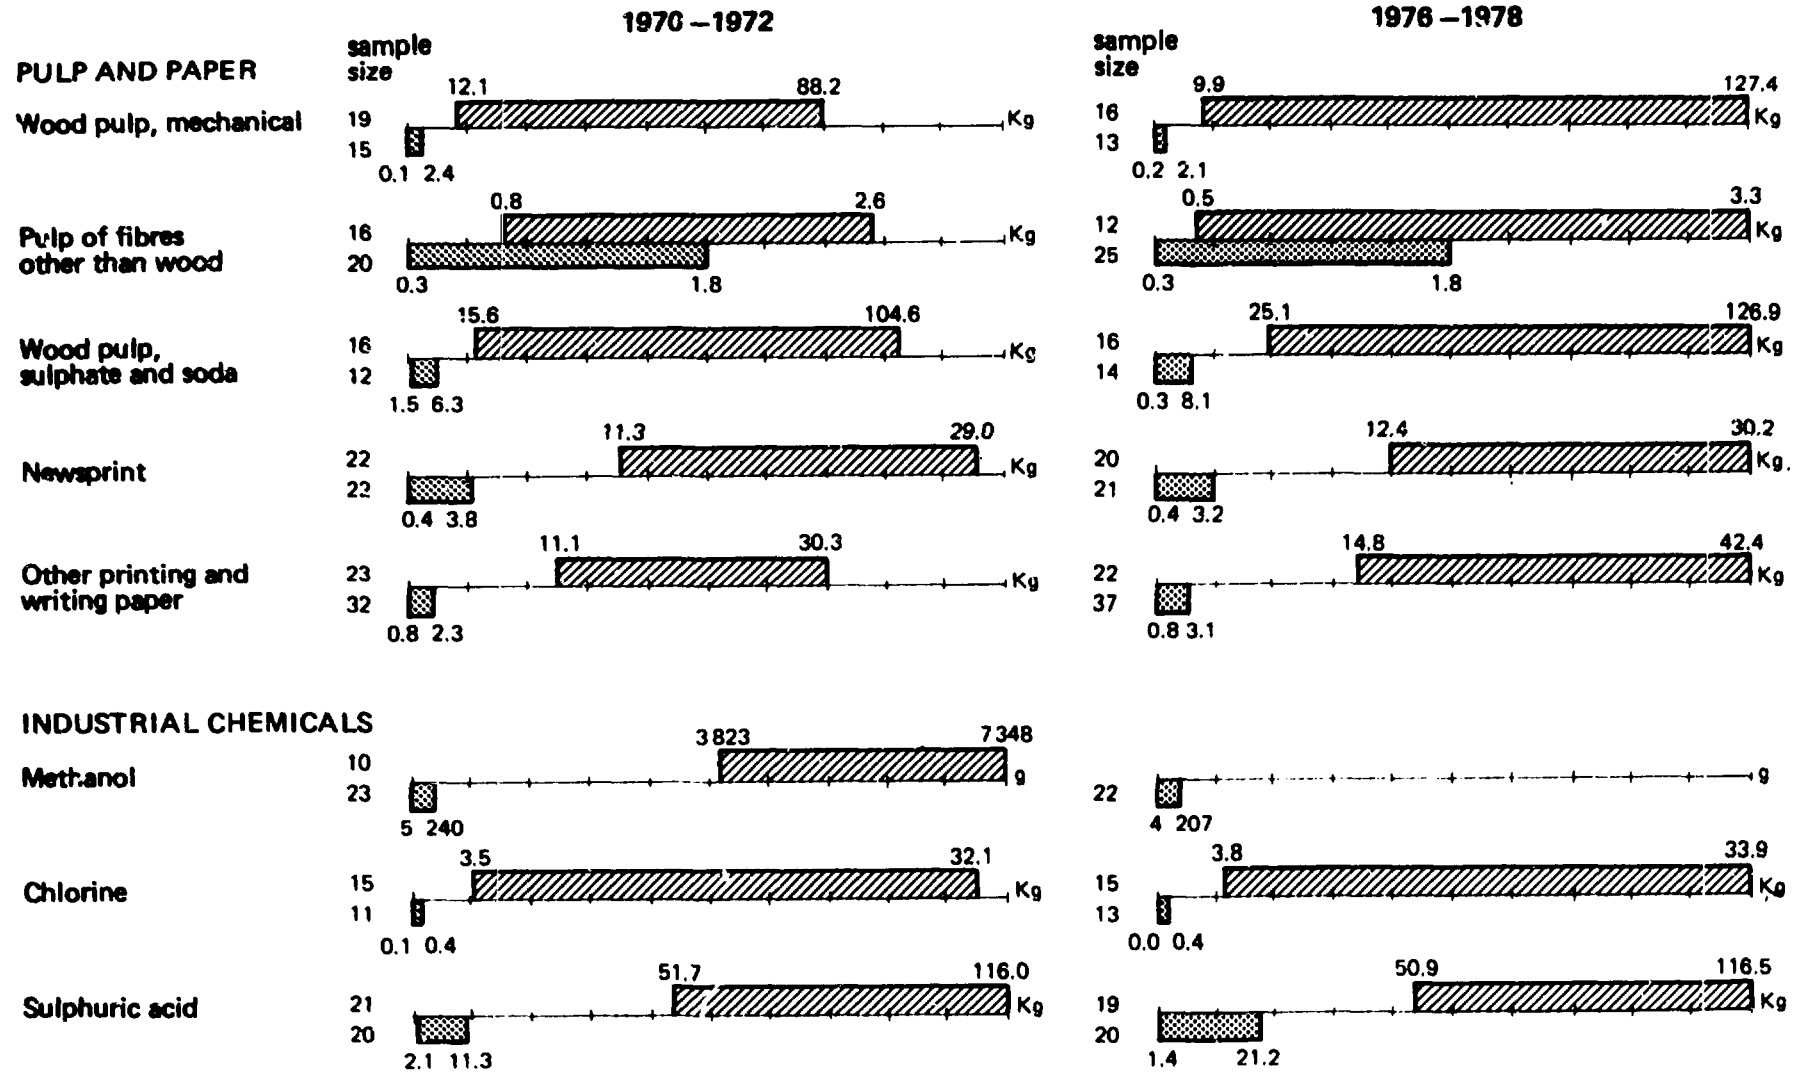 1970–1972
1976–1978
sample
size
sample
size
PULP AND PAPER
12.1 88.2 9.9 127.4
Wood pulp, mechanical 19 Kg 16 Kg
15 13
0.1 2.4 0.2 2.1
0.8 2.6 0.5 3.3
Pulp of fibres 16 Kg 12 Kg
other than wood 20 25
0.3 1.8 0.3 1.8
15.6 104.6 25.1 126.9
Wood pulp, 16 Kg 16 Kg
sulphate and soda 12 14
1.5 6.3 0.3 8.1
11.3 29.0 12.4 30.2
Newsprint 22 Kg 20 Kg.
22 21
0.4 3.8 0.4 3.2
11.1 30.3 14.8 42.4
Other printing and 23 Kg 22 Kg
writing paper 32 37
0.8 2.3 0.8 3.1
INDUSTRIAL CHEMICALS
3823 7348
Methanol 10 g g
23 22
5 240 4 207
3.5 32.1 3.8 33.9
Chlorine 15 Kg 15 Kg
11 13
0.1 0.4 0.0 0.4
51.7 116.0 50.9 116.5
Sulphuric acid 21 Kg 19 Kg
20 20
2.1 11.3 1.4 21.2